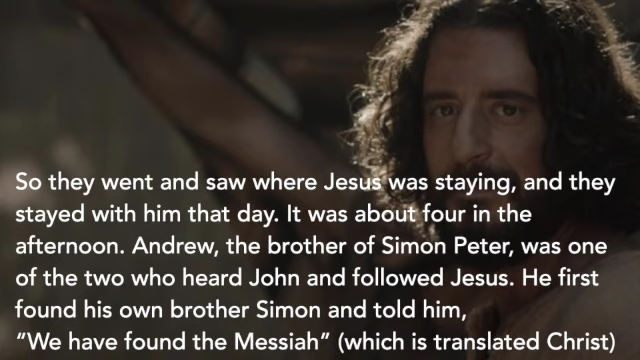 So they went and saw where Jesus was staying, and they
stayed with him that day. It was about four in the
afternoon. Andrew, the brother of Simon Peter, was one
of the two who heard John and followed Jesus. He first
found his own brother Simon and told him,
“We have found the Messiah” (which is translated Christ)